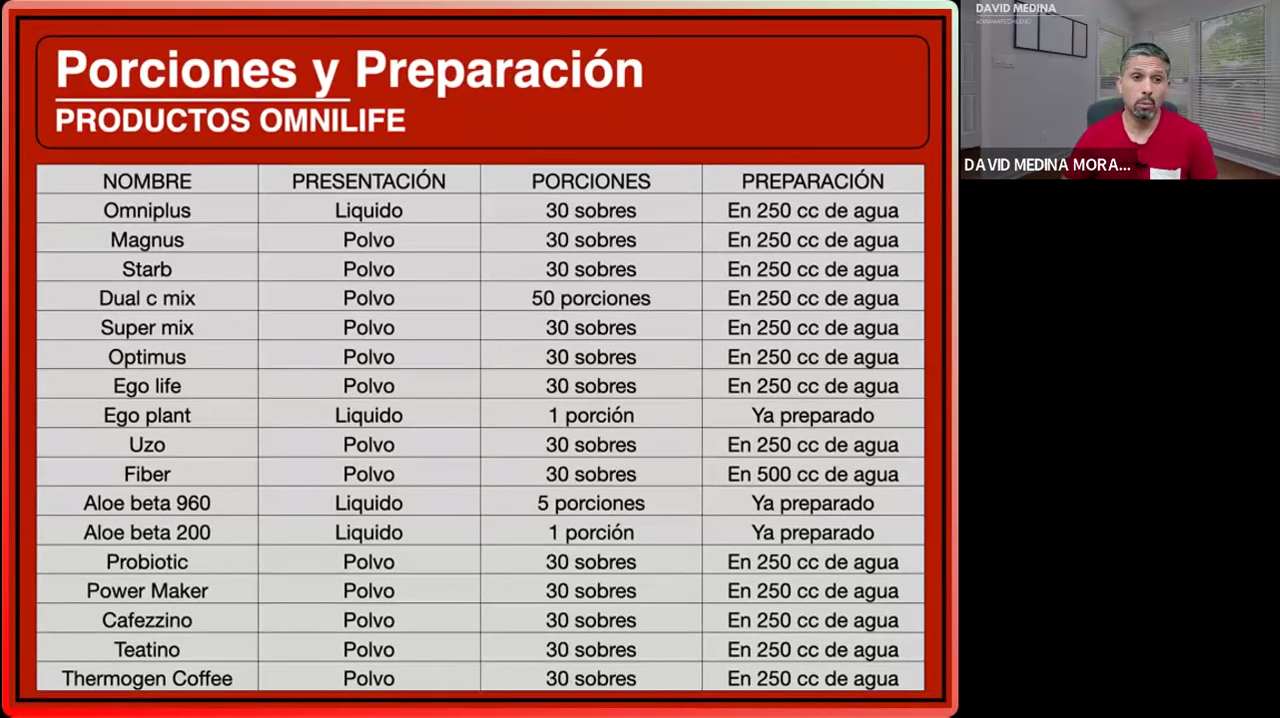 Porciones y Preparación
PRODUCTOS OMNILIFE
NOMBRE PRESENTACIÓN PORCIONES PREPARACIÓN
Omniplus Liquido 30 sobres En 250 cc de agua
Magnus Polvo 30 sobres En 250 cc de agua
Starb Polvo 30 sobres En 250 cc de agua
Dual c mix Polvo 50 porciones En 250 cc de agua
Super mix Polvo 30 sobres En 250 cc de agua
Optimus Polvo 30 sobres En 250 cc de agua
Ego life Polvo 30 sobres En 250 cc de agua
Ego plant Liquido 1 porción Ya preparado
Uzo Polvo 30 sobres En 250 cc de agua
Fiber Polvo 30 sobres En 500 cc de agua
Aloe beta 960 Liquido 5 porciones Ya preparado
Aloe beta 200 Liquido 1 porción Ya preparado
Probiotic Polvo 30 sobres En 250 cc de agua
Power Maker Polvo 30 sobres En 250 cc de agua
Cafezzino Polvo 30 sobres En 250 cc de agua
Teatino Polvo 30 sobres En 250 cc de agua
Thermogen Coffee Polvo 30 sobres En 250 cc de agua
DAVID MEDINA
DAVID MEDINA MORA...